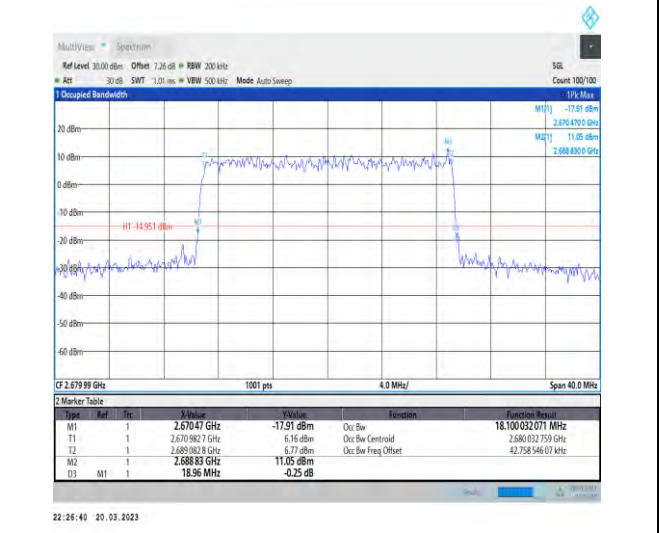 MultiView Spectrum
Ref Level 30.00 dBm Offset 7.26 dB RBW 200 kHz SGL
Att 30 dB SWT 1.01 ms VBW 500 kHz Mode Auto Sweep Count 100/100
1 Occupied Bandwidth 1Pk Max
M1[1] -17.91 dBm
2.670 470 0 GHz
M2[1] 11.05 dBm
2.688 830 0 GHz
20 dBm
M2
T1 T2
10 dBm
0 dBm
-10 dBm
M1
H1 -14.951 dBm
D3
-20 dBm
-30 dBm
-40 dBm
-50 dBm
-60 dBm
CF 2.679 99 GHz 1001 pts 4.0 MHz/ Span 40.0 MHz
2 Marker Table
Type Ref Trc X-Value Y-Value Function Function Result
M1 1 2.670 47 GHz -17.91 dBm Occ Bw 18.100 032 071 MHz
T1 1 2.670 982 7 GHz 6.16 dBm Occ Bw Centroid 2.680 032 759 GHz
T2 1 2.689 082 8 GHz 6.77 dBm Occ Bw Freq Offset 42.758 546 07 kHz
M2 1 2.688 83 GHz 11.05 dBm
D3 M1 1 18.96 MHz -0.25 dB
Ready
22:26:40 20.03.2023